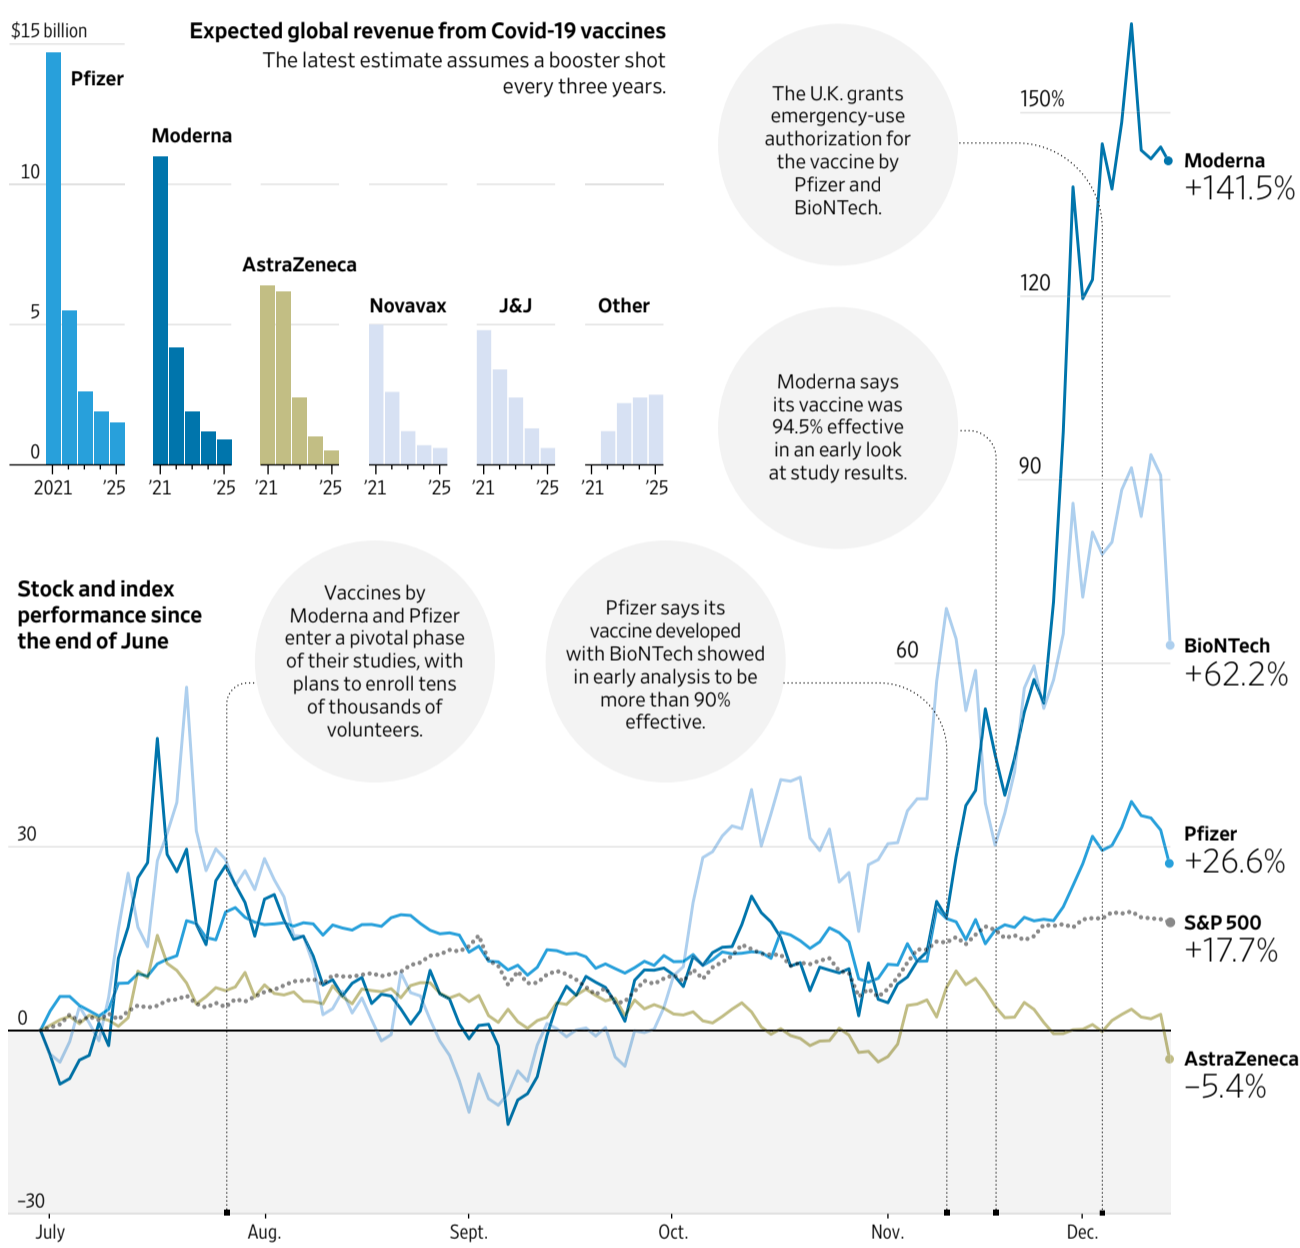 Expected global revenue from Covid-19 vaccines
The latest estimate assumes a booster shot
every three years.
$15 billion
10
5
0
Pfizer
Moderna
AstraZeneca
Novavax
J&J
Other
2021
’25
’21
’25
’21
’25
’21
’25
’21
’25
’21
’25
Stock and index
performance since
the end of June
Vaccines by
Moderna and Pfizer
enter a pivotal phase
of their studies, with
plans to enroll tens
of thousands of
volunteers.
Pfizer says its
vaccine developed
with BioNTech showed
in early analysis to be
more than 90%
effective.
Moderna says
its vaccine was
94.5% effective
in an early look
at study results.
The U.K. grants
emergency-use
authorization for
the vaccine by
Pfizer and
BioNTech.
150%
120
90
60
30
0
–30
Moderna
+141.5%
BioNTech
+62.2%
Pfizer
+26.6%
S&P 500
+17.7%
AstraZeneca
–5.4%
July
Aug.
Sept.
Oct.
Nov.
Dec.